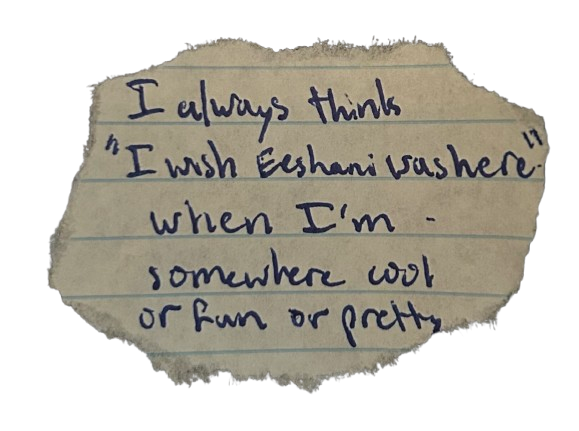 I always think
"I wish Eeshani was here."
when I'm -
somewhere cool
or fun or pretty